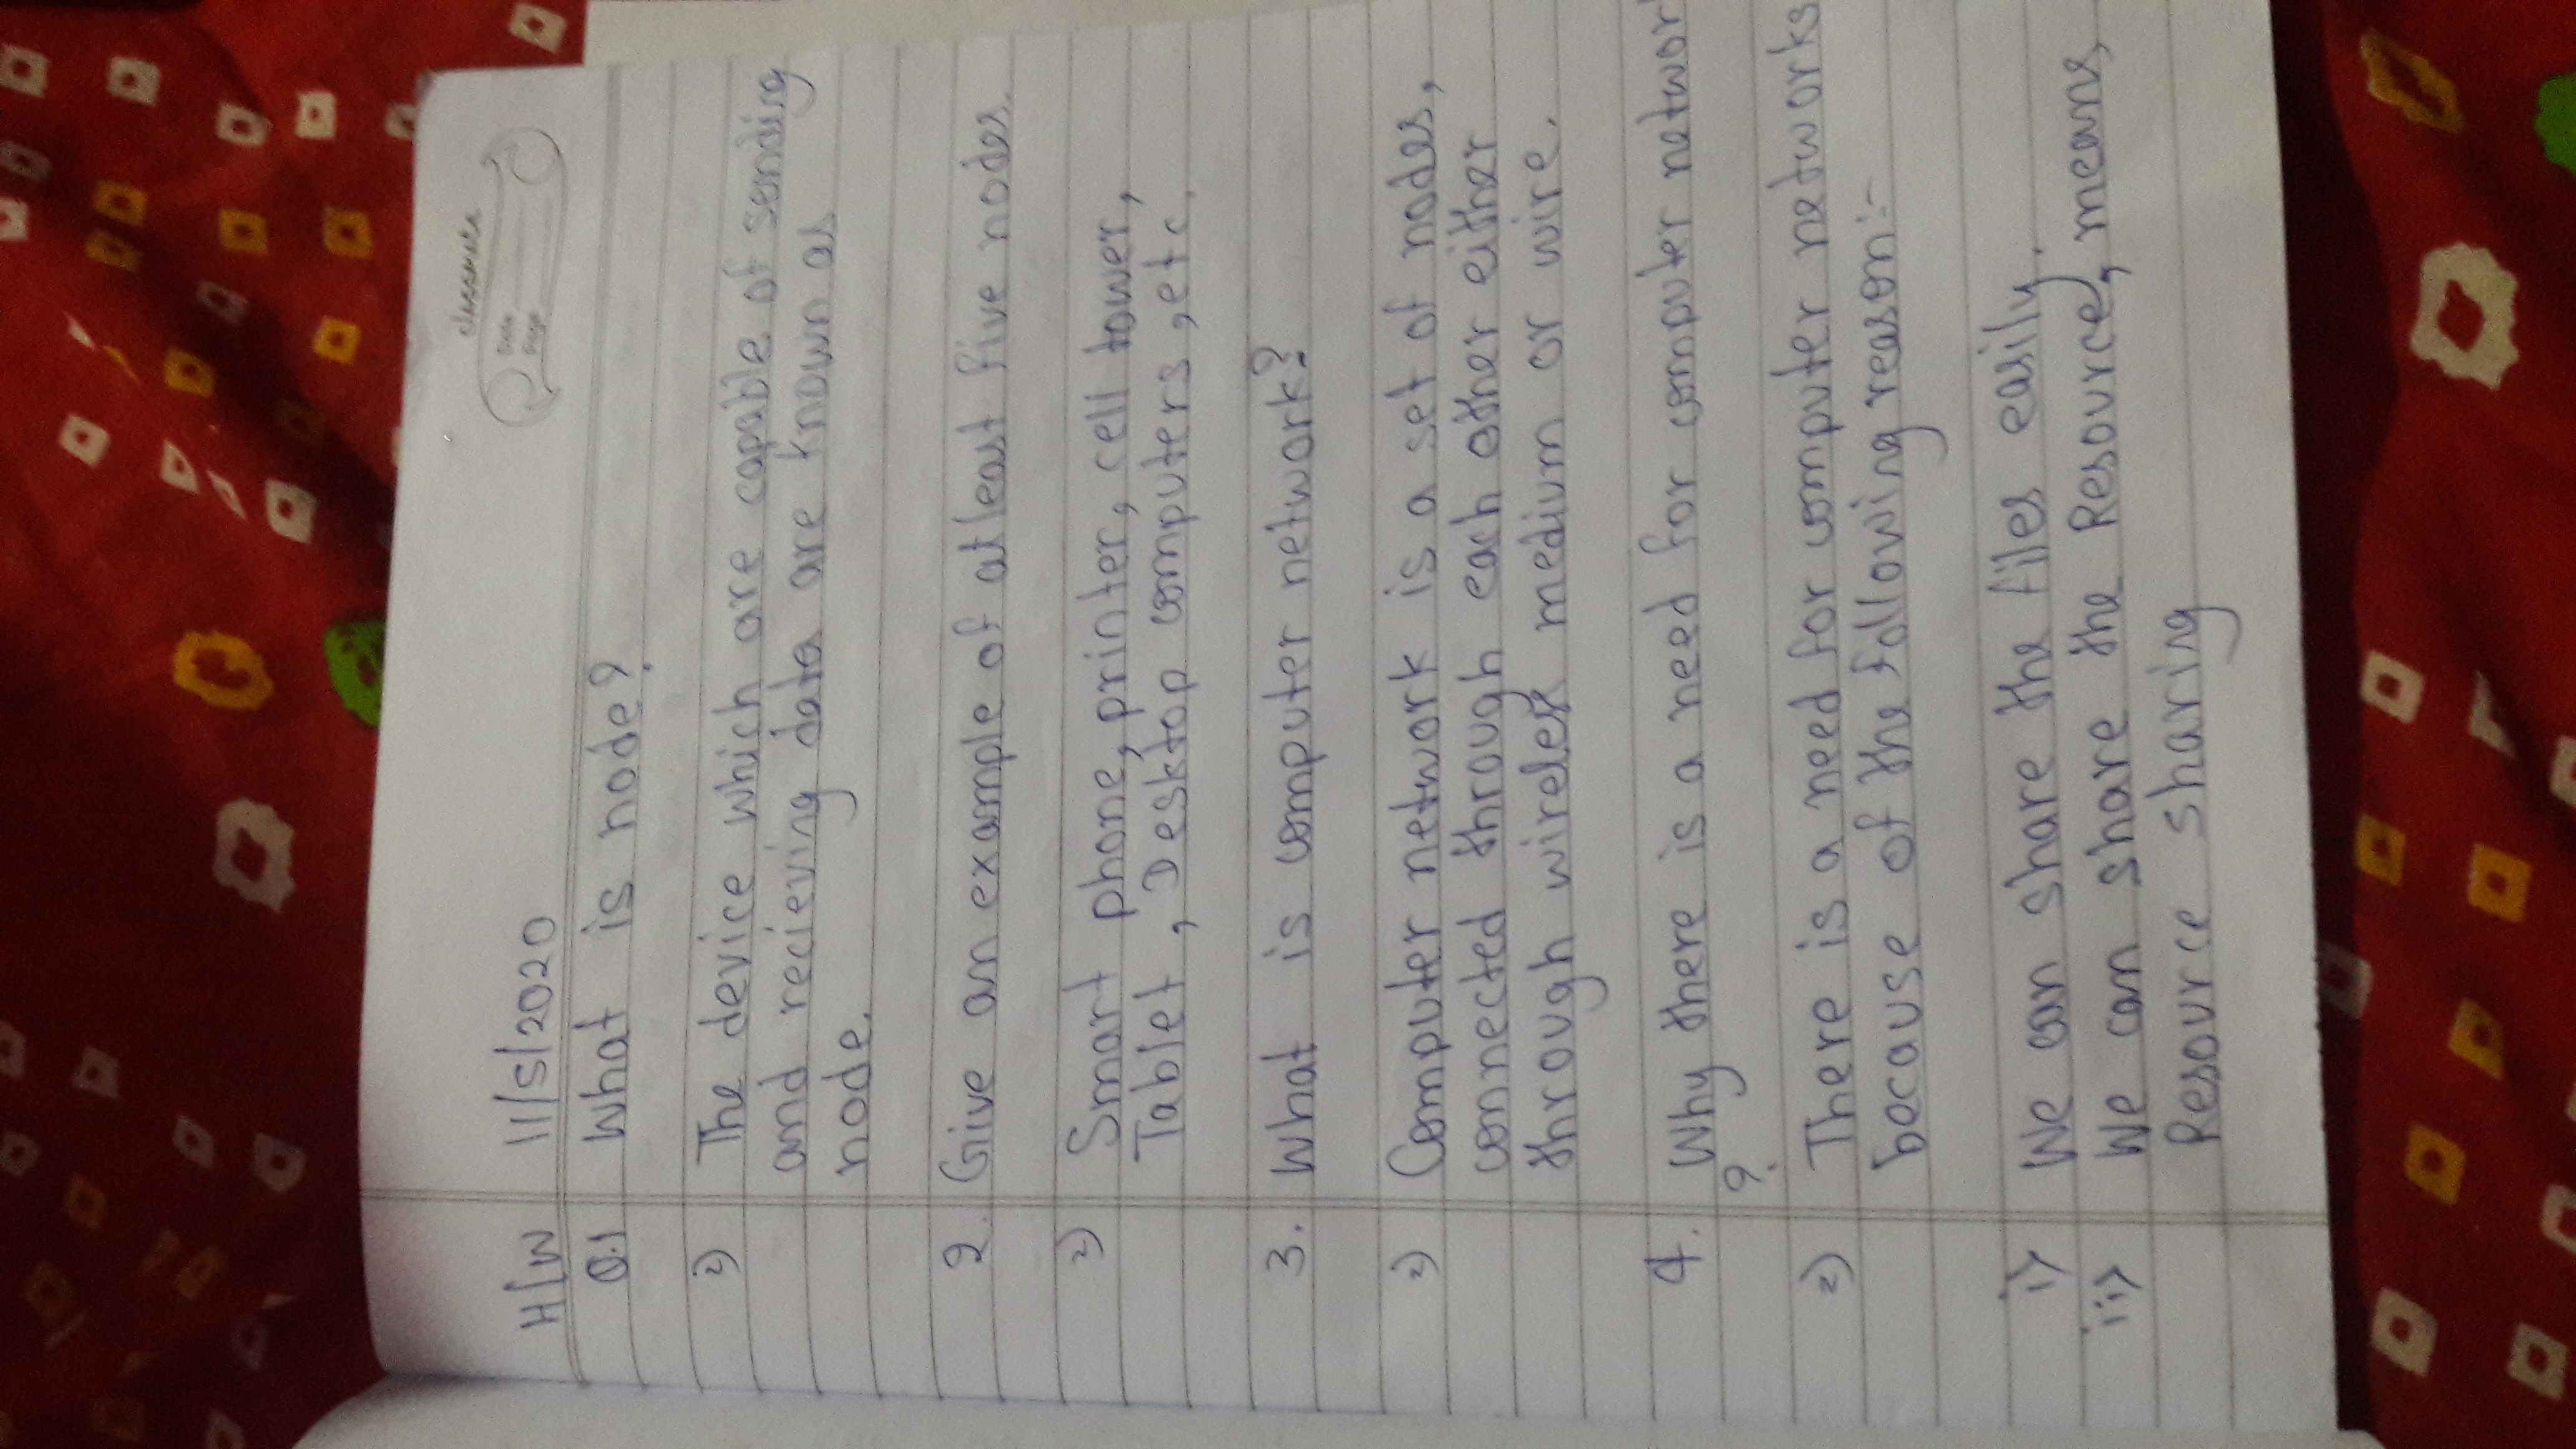 classmate
Date
Page
H/W 11/5/2020
Q.1 What is node?
2) The device which are capable of sending
and recieving data are known as
node.
2. Give an example of atleast five nodes.
2) Smart phone, printer, cell tower,
Tablet, Desktop computers, etc.
3. What is computer network?
2) Computer network is a set of nodes,
connected through each other either
through wireless medium or wire.
4. Why there is a need for computer networ
?
2) There is a need for computer networks
because of the following reason:-
i> We can share the files easily.
ii> We can share the Resource, means,
Resource sharing